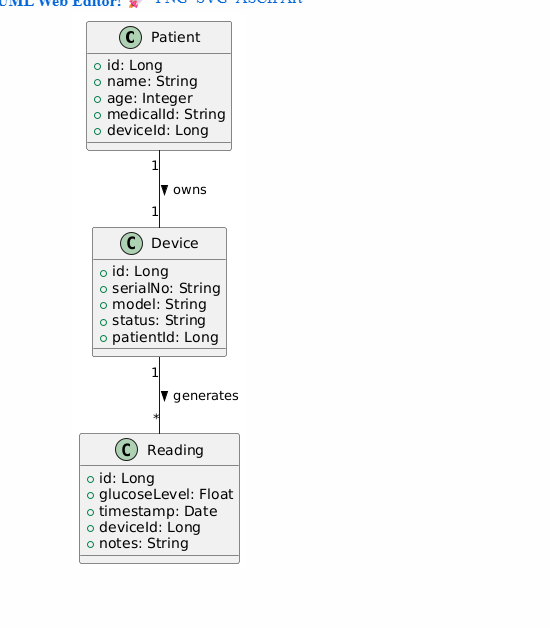 UML Web Editor! PNG SVG ASCII Art
C Patient
id: Long
name: String
age: Integer
medicalId: String
deviceId: Long
1
owns
1
C Device
id: Long
serialNo: String
model: String
status: String
patientId: Long
1
generates
*
C Reading
id: Long
glucoseLevel: Float
timestamp: Date
deviceId: Long
notes: String